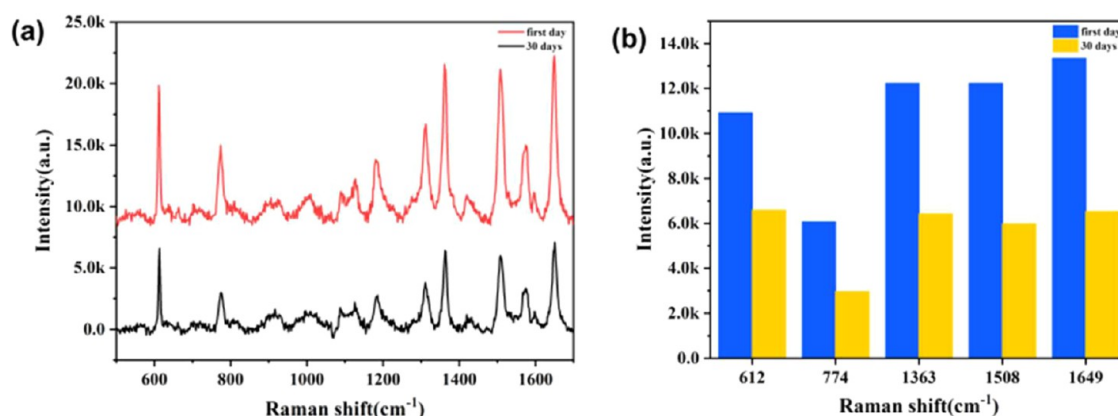 (a)
25.0k
20.0k
15.0k
10.0k
5.0k
0.0
Intensity(a.u.)
first day
30 days
600 800 1000 1200 1400 1600
Raman shift(cm⁻¹)
(b)
14.0k
12.0k
10.0k
8.0k
6.0k
4.0k
2.0k
0.0
Intensity(a.u.)
first day
30 days
612 774 1363 1508 1649
Raman shift(cm⁻¹)